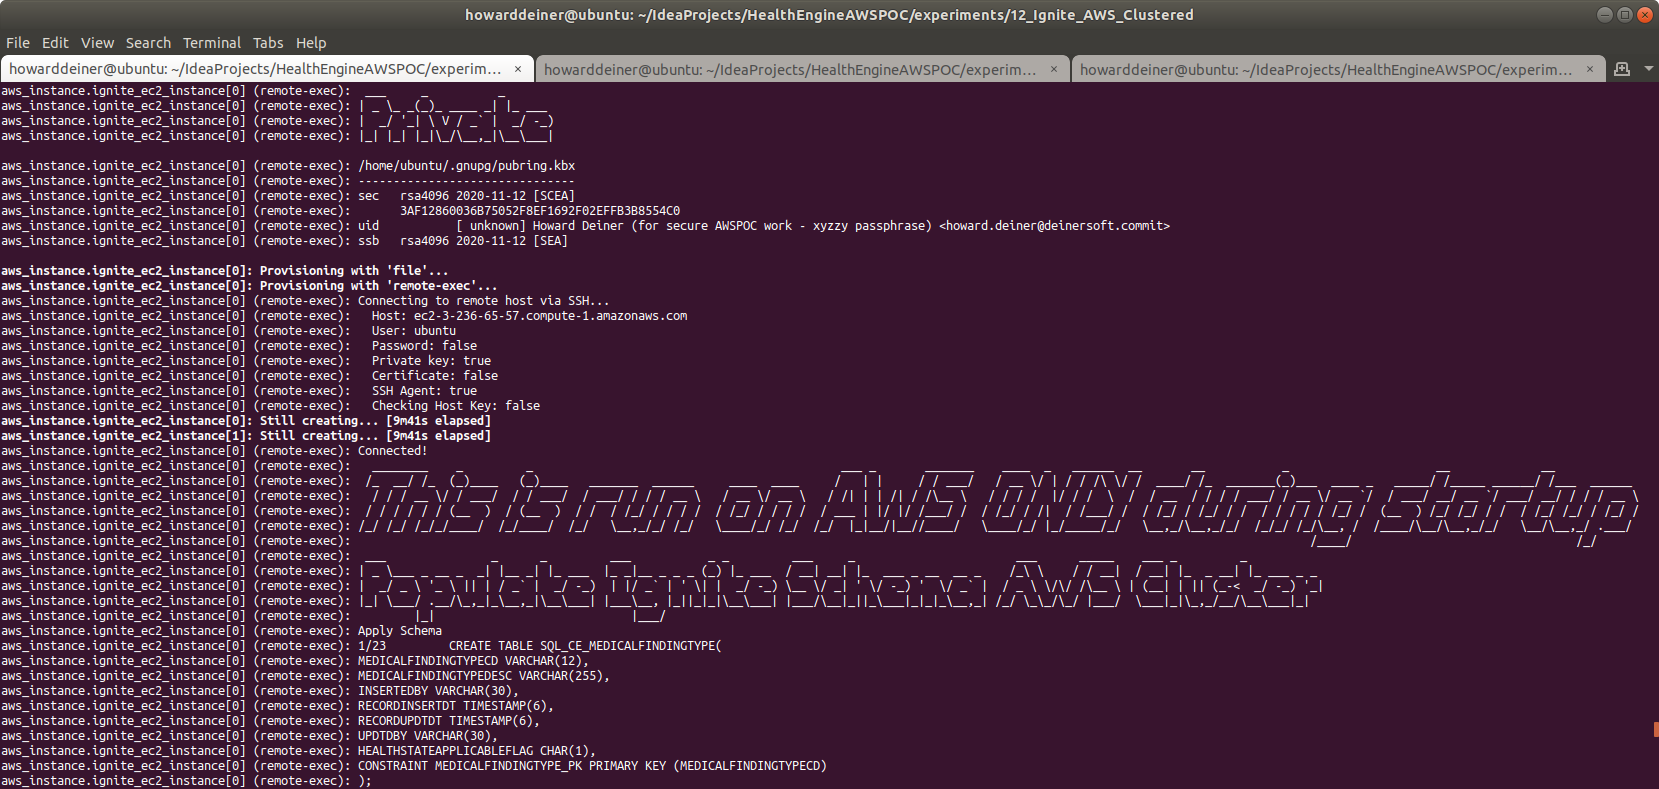 howarddeiner@ubuntu: ~/IdeaProjects/HealthEngineAWSPOC/experiments/12_Ignite_AWS_Clustered
File Edit View Search Terminal Tabs Help
howarddeiner@ubuntu: ~/IdeaProjects/HealthEngineAWSPOC/experim... × howarddeiner@ubuntu: ~/IdeaProjects/HealthEngineAWSPOC/experim... × howarddeiner@ubuntu: ~/IdeaProjects/HealthEngineAWSPOC/experim... ×
aws_instance.ignite_ec2_instance[0] (remote-exec):
aws_instance.ignite_ec2_instance[0] (remote-exec): Private
aws_instance.ignite_ec2_instance[0] (remote-exec):
aws_instance.ignite_ec2_instance[0] (remote-exec):
aws_instance.ignite_ec2_instance[0] (remote-exec): /home/ubuntu/.gnupg/pubring.kbx
aws_instance.ignite_ec2_instance[0] (remote-exec): -------------------------------
aws_instance.ignite_ec2_instance[0] (remote-exec): sec   rsa4096 2020-11-12 [SCEA]
aws_instance.ignite_ec2_instance[0] (remote-exec):       3AF12860036B75052F8EF1692F02EFFB3B8554C0
aws_instance.ignite_ec2_instance[0] (remote-exec): uid           [ unknown] Howard Deiner (for secure AWSPOC work - xyzzy passphrase) <howard.deiner@deinersoft.commit>
aws_instance.ignite_ec2_instance[0] (remote-exec): ssb   rsa4096 2020-11-12 [SEA]
aws_instance.ignite_ec2_instance[0]: Provisioning with 'file'...
aws_instance.ignite_ec2_instance[0]: Provisioning with 'remote-exec'...
aws_instance.ignite_ec2_instance[0] (remote-exec): Connecting to remote host via SSH...
aws_instance.ignite_ec2_instance[0] (remote-exec):   Host: ec2-3-236-65-57.compute-1.amazonaws.com
aws_instance.ignite_ec2_instance[0] (remote-exec):   User: ubuntu
aws_instance.ignite_ec2_instance[0] (remote-exec):   Password: false
aws_instance.ignite_ec2_instance[0] (remote-exec):   Private key: true
aws_instance.ignite_ec2_instance[0] (remote-exec):   Certificate: false
aws_instance.ignite_ec2_instance[0] (remote-exec):   SSH Agent: true
aws_instance.ignite_ec2_instance[0] (remote-exec):   Checking Host Key: false
aws_instance.ignite_ec2_instance[0]: Still creating... [9m41s elapsed]
aws_instance.ignite_ec2_instance[1]: Still creating... [9m41s elapsed]
aws_instance.ignite_ec2_instance[0] (remote-exec): Connected!
aws_instance.ignite_ec2_instance[0] (remote-exec):
aws_instance.ignite_ec2_instance[0] (remote-exec):
aws_instance.ignite_ec2_instance[0] (remote-exec): This is run on AWS ONLY during startup
aws_instance.ignite_ec2_instance[0] (remote-exec):
aws_instance.ignite_ec2_instance[0] (remote-exec):
aws_instance.ignite_ec2_instance[0] (remote-exec):
aws_instance.ignite_ec2_instance[0] (remote-exec):
aws_instance.ignite_ec2_instance[0] (remote-exec): Populate Ignite Schema AWS Cluster
aws_instance.ignite_ec2_instance[0] (remote-exec):
aws_instance.ignite_ec2_instance[0] (remote-exec):
aws_instance.ignite_ec2_instance[0] (remote-exec):
aws_instance.ignite_ec2_instance[0] (remote-exec): Apply Schema
aws_instance.ignite_ec2_instance[0] (remote-exec): 1/23         CREATE TABLE SQL_CE_MEDICALFINDINGTYPE(
aws_instance.ignite_ec2_instance[0] (remote-exec): MEDICALFINDINGTYPECD VARCHAR(12),
aws_instance.ignite_ec2_instance[0] (remote-exec): MEDICALFINDINGTYPEDESC VARCHAR(255),
aws_instance.ignite_ec2_instance[0] (remote-exec): INSERTEDBY VARCHAR(30),
aws_instance.ignite_ec2_instance[0] (remote-exec): RECORDINSERTDT TIMESTAMP(6),
aws_instance.ignite_ec2_instance[0] (remote-exec): RECORDUPDTDT TIMESTAMP(6),
aws_instance.ignite_ec2_instance[0] (remote-exec): UPDTDBY VARCHAR(30),
aws_instance.ignite_ec2_instance[0] (remote-exec): HEALTHSTATEAPPLICABLEFLAG CHAR(1),
aws_instance.ignite_ec2_instance[0] (remote-exec): CONSTRAINT MEDICALFINDINGTYPE_PK PRIMARY KEY (MEDICALFINDINGTYPECD)
aws_instance.ignite_ec2_instance[0] (remote-exec): );